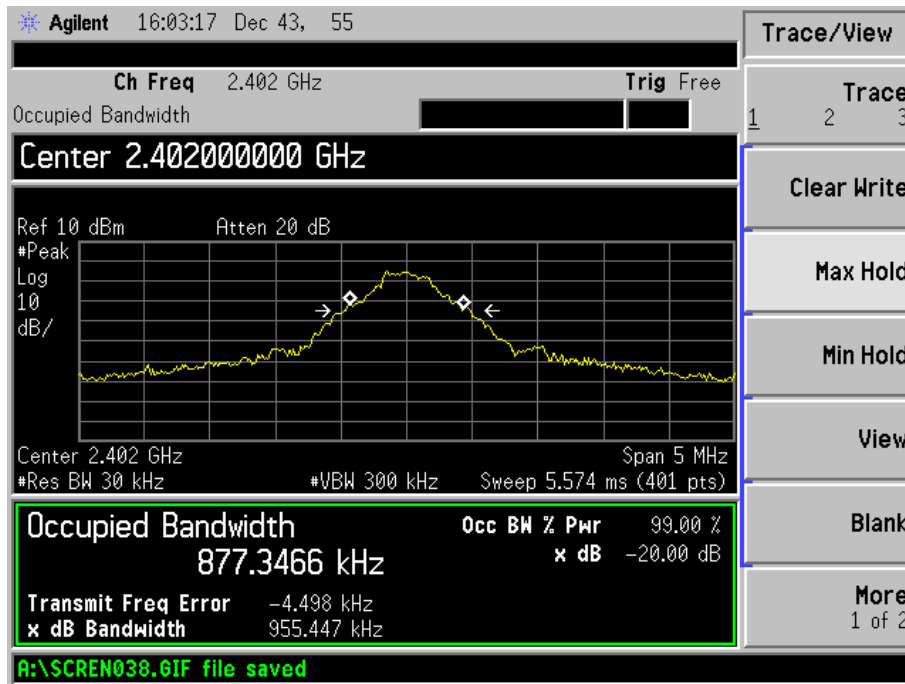 Agilent 16:03:17 Dec 43, 55
Ch Freq 2.402 GHz Trig Free
Occupied Bandwidth
Center 2.402000000 GHz
Ref 10 dBm Atten 20 dB
#Peak
Log
10
dB/
Center 2.402 GHz Span 5 MHz
#Res BW 30 kHz #VBW 300 kHz Sweep 5.574 ms (401 pts)
Occupied Bandwidth Occ BW % Pwr 99.00 %
877.3466 kHz x dB -20.00 dB
Transmit Freq Error -4.498 kHz
x dB Bandwidth 955.447 kHz
A:\SCREN038.GIF file saved
Trace/View
Trace
1 2 3
Clear Write
Max Hold
Min Hold
View
Blank
More
1 of 2